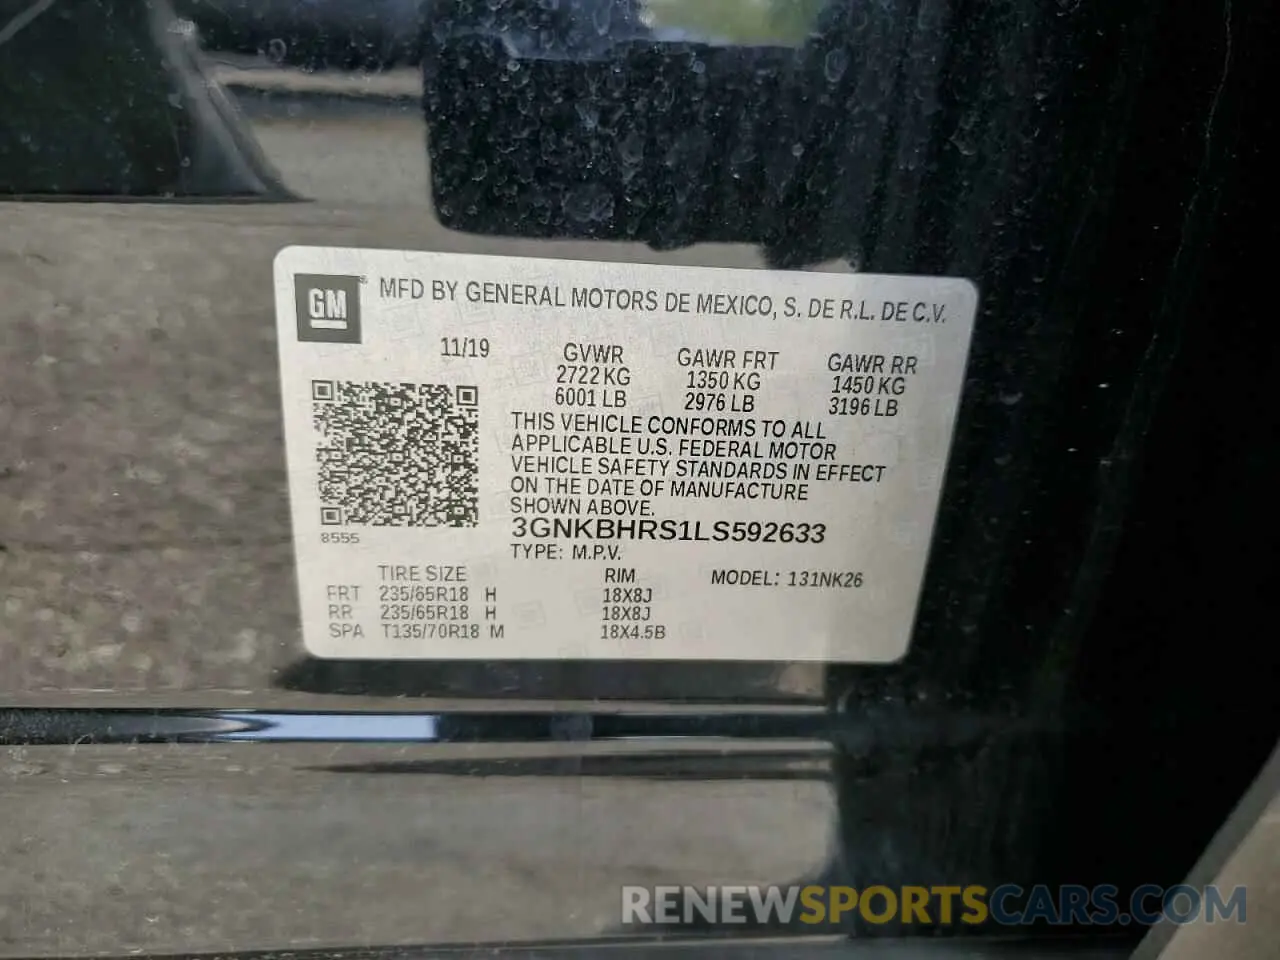 GM ® MFD BY GENERAL MOTORS DE MEXICO, S. DE R.L. DE C.V.
11/19 GVWR GAWR FRT GAWR RR
2722 KG 1350 KG 1450 KG
6001 LB 2976 LB 3196 LB
THIS VEHICLE CONFORMS TO ALL
APPLICABLE U.S. FEDERAL MOTOR
VEHICLE SAFETY STANDARDS IN EFFECT
ON THE DATE OF MANUFACTURE
SHOWN ABOVE.
3GNKBHRS1LS592633
8555
TYPE: M.P.V.
TIRE SIZE RIM MODEL: 131NK26
FRT 235/65R18 H 18X8J
RR 235/65R18 H 18X8J
SPA T135/70R18 M 18X4.5B
RENEWSPORTSCARS.COM